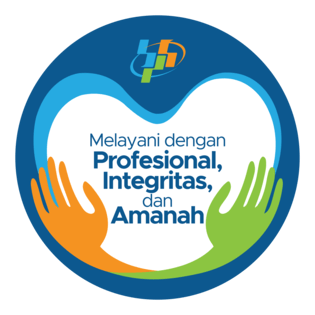 Melayani dengan
Profesional,
Integritas,
dan
Amanah